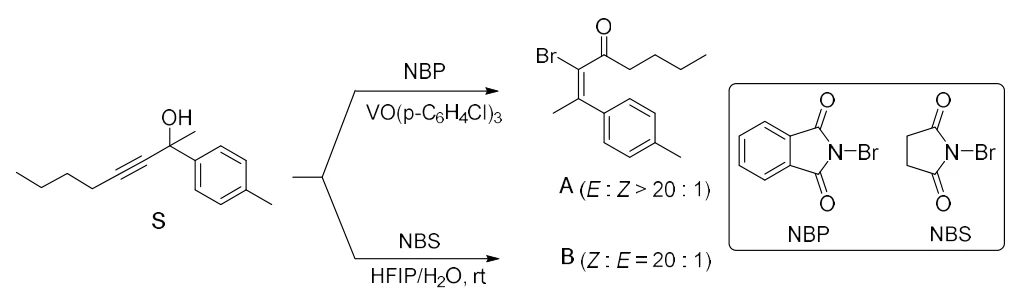 OH
S
NBP
VO(p-C6H4Cl)3
NBS
HFIP/H2O, rt
O
Br
A (E : Z > 20 : 1)
B (Z : E = 20 : 1)
O
N-Br
O
NBP
O
N-Br
O
NBS